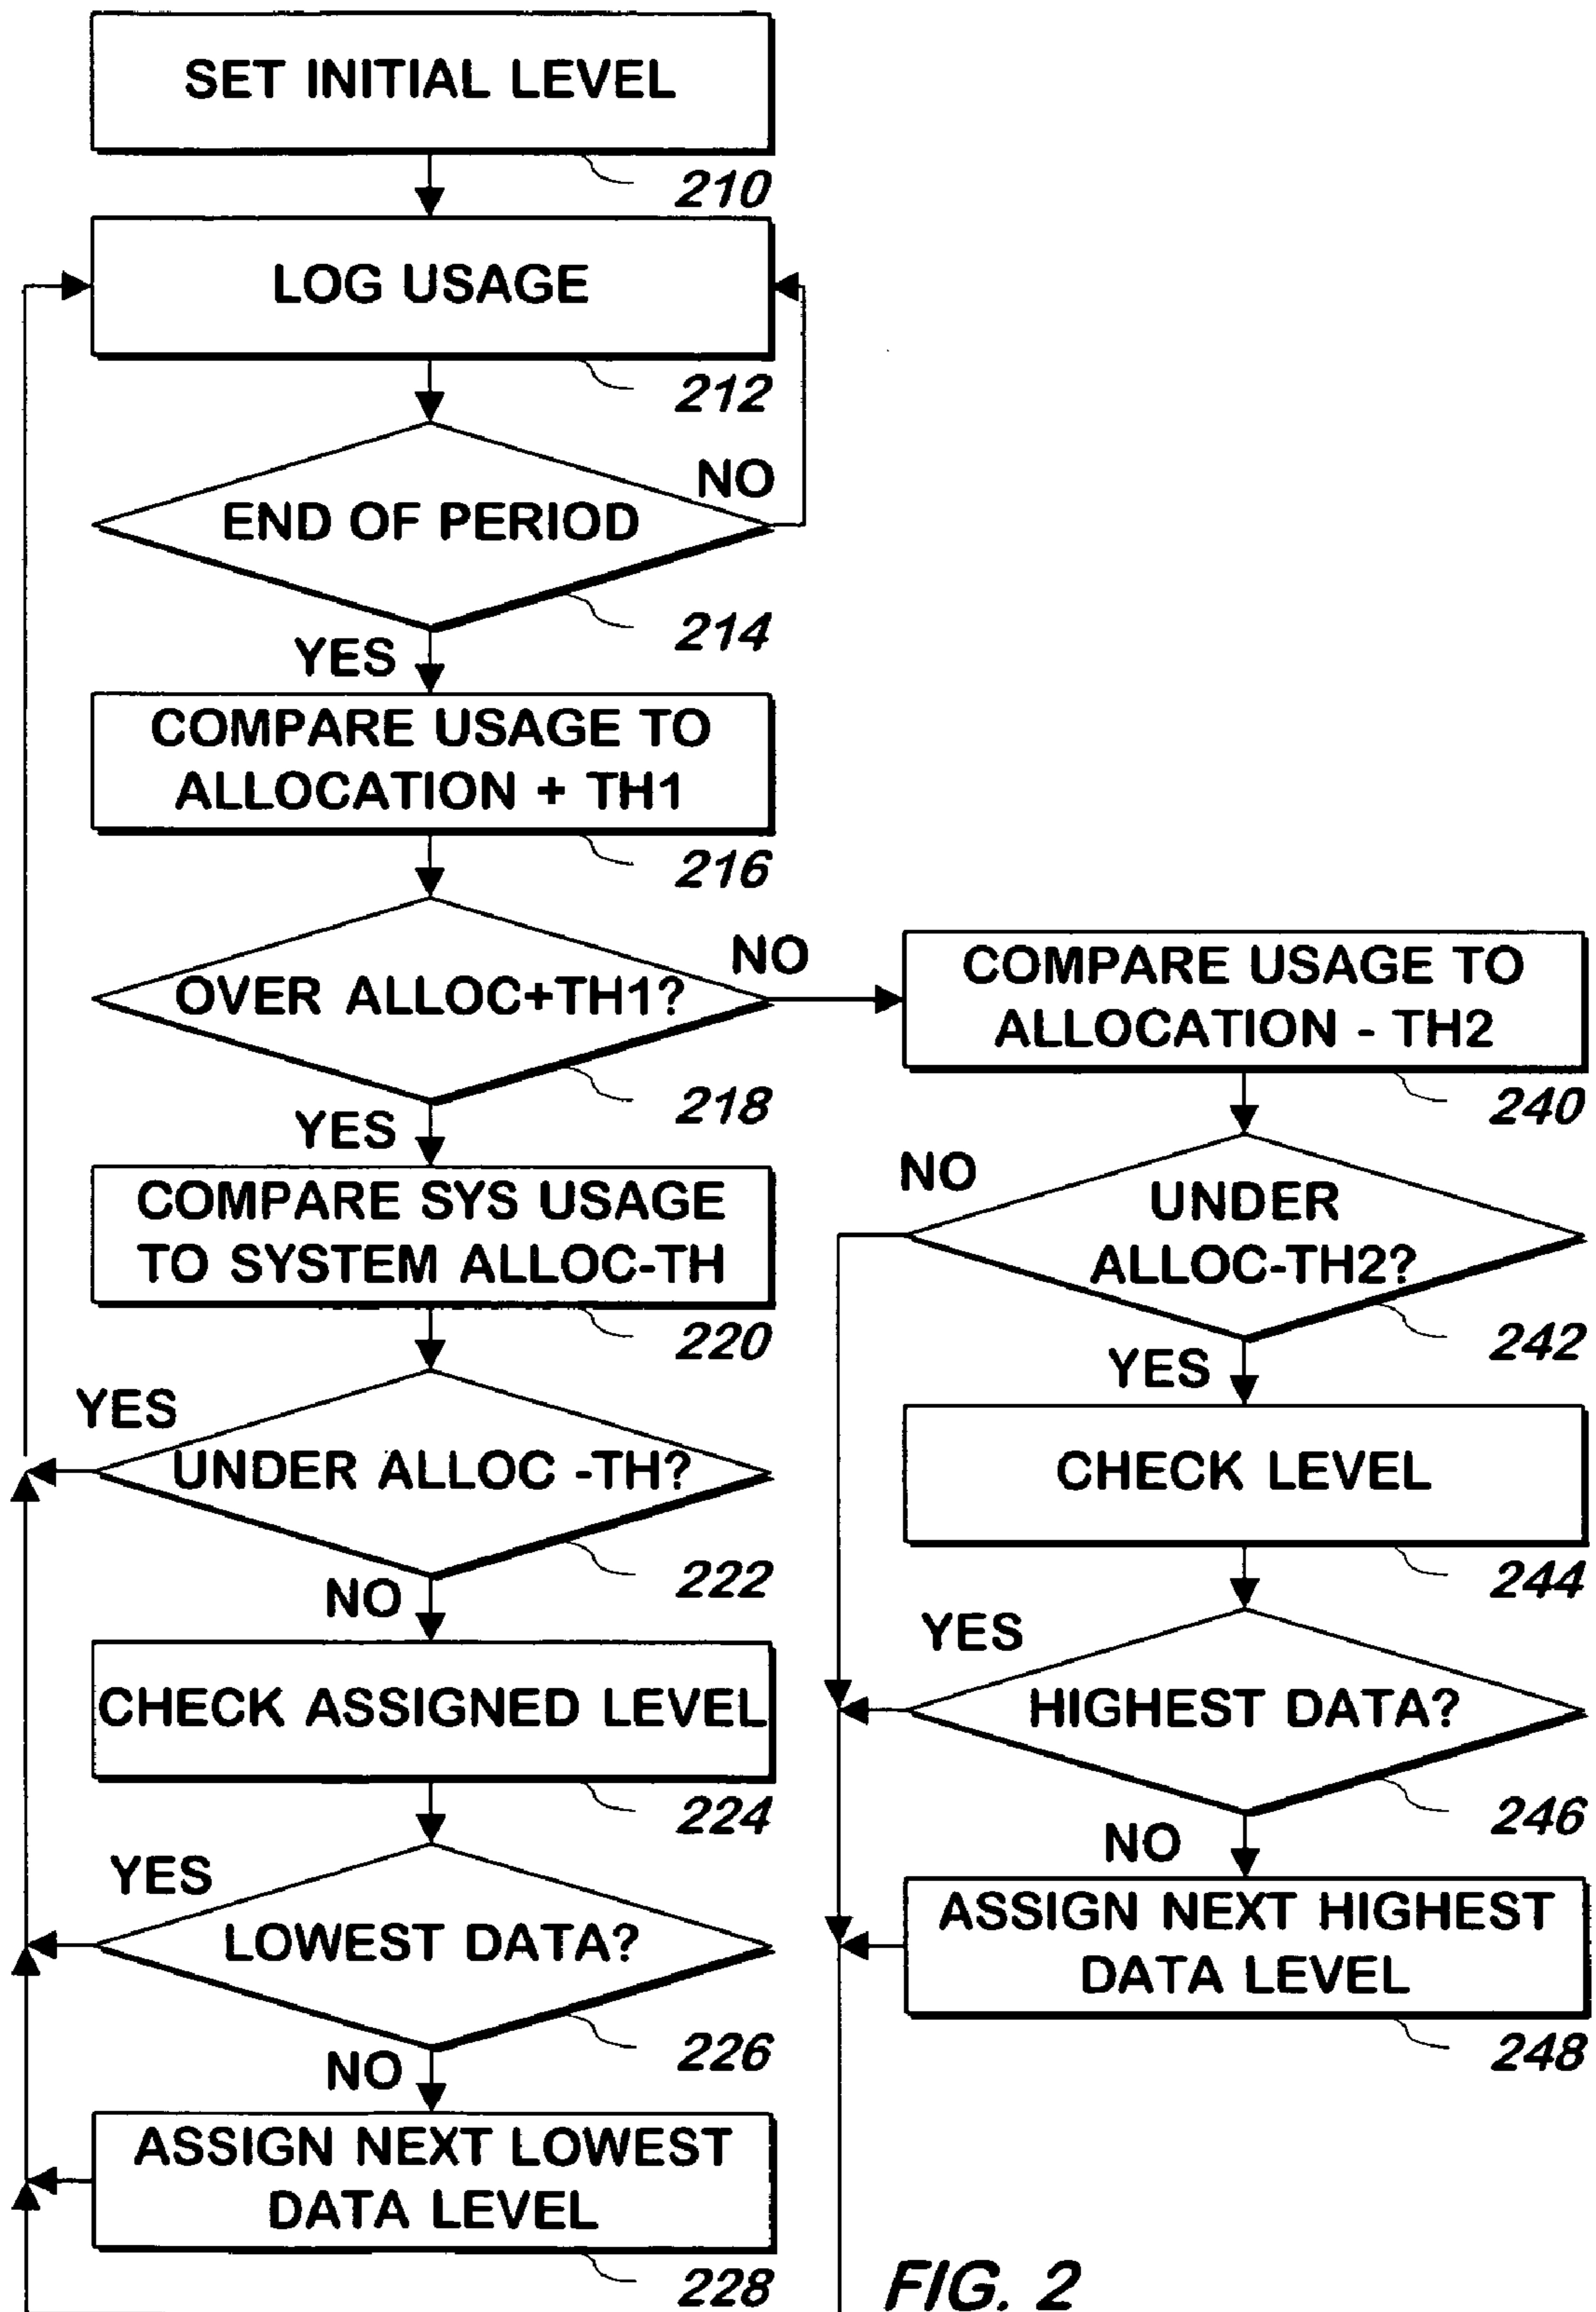 SET INITIAL LEVEL
210
LOG USAGE
212
NO
END OF PERIOD
214
YES
COMPARE USAGE TO
ALLOCATION + TH1
216
OVER ALLOC+TH1?
NO
218
YES
COMPARE SYS USAGE
TO SYSTEM ALLOC-TH
220
YES
UNDER ALLOC -TH?
222
NO
CHECK ASSIGNED LEVEL
224
YES
LOWEST DATA?
226
NO
ASSIGN NEXT LOWEST
DATA LEVEL
228
COMPARE USAGE TO
ALLOCATION - TH2
240
NO
UNDER
ALLOC-TH2?
242
YES
CHECK LEVEL
244
YES
HIGHEST DATA?
246
NO
ASSIGN NEXT HIGHEST
DATA LEVEL
248
FIG. 2